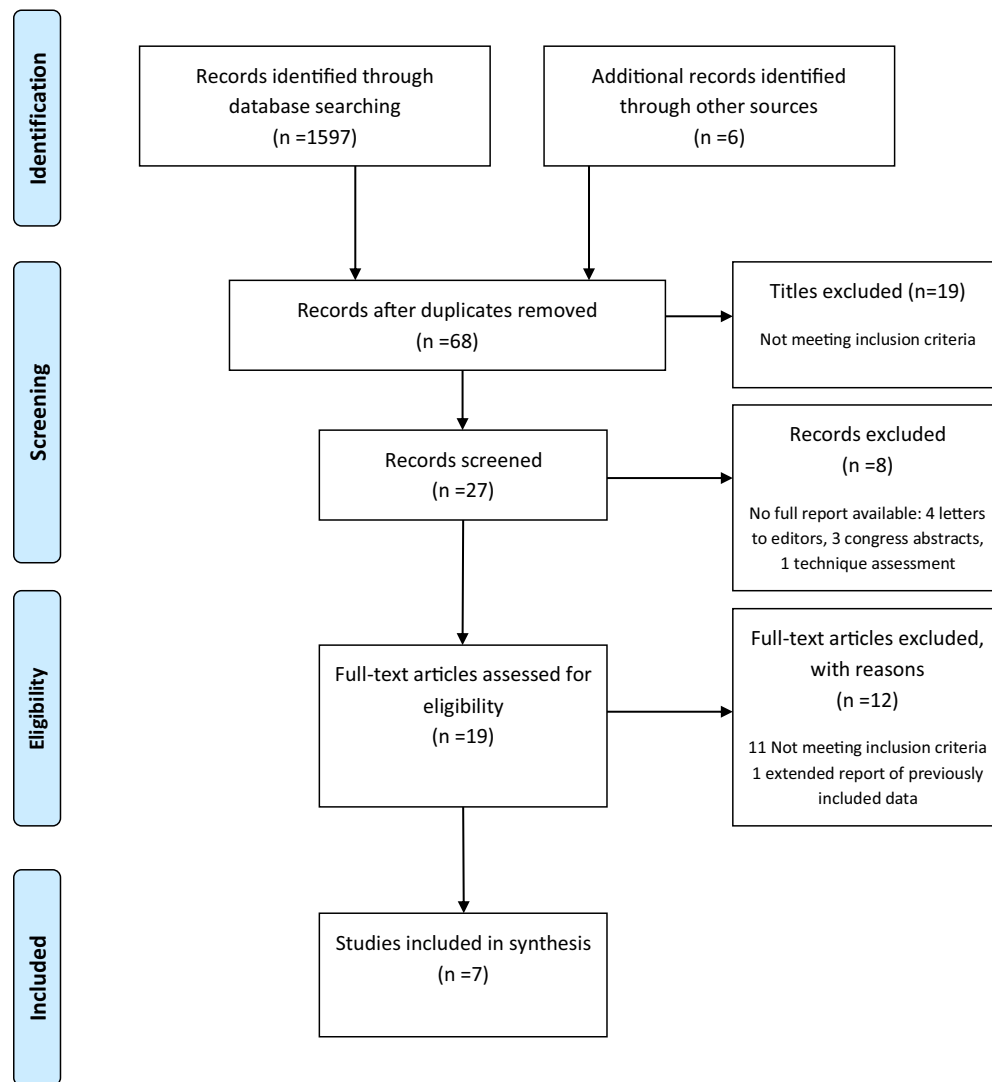 Identification
Records identified through
database searching
(n =1597)
Additional records identified
through other sources
(n =6)
Screening
Records after duplicates removed
(n =68)
Titles excluded (n=19)
Not meeting inclusion criteria
Records screened
(n =27)
Records excluded
(n =8)
No full report available: 4 letters
to editors, 3 congress abstracts,
1 technique assessment
Eligibility
Full-text articles assessed for
eligibility
(n =19)
Full-text articles excluded,
with reasons
(n =12)
11 Not meeting inclusion criteria
1 extended report of previously
included data
Included
Studies included in synthesis
(n =7)